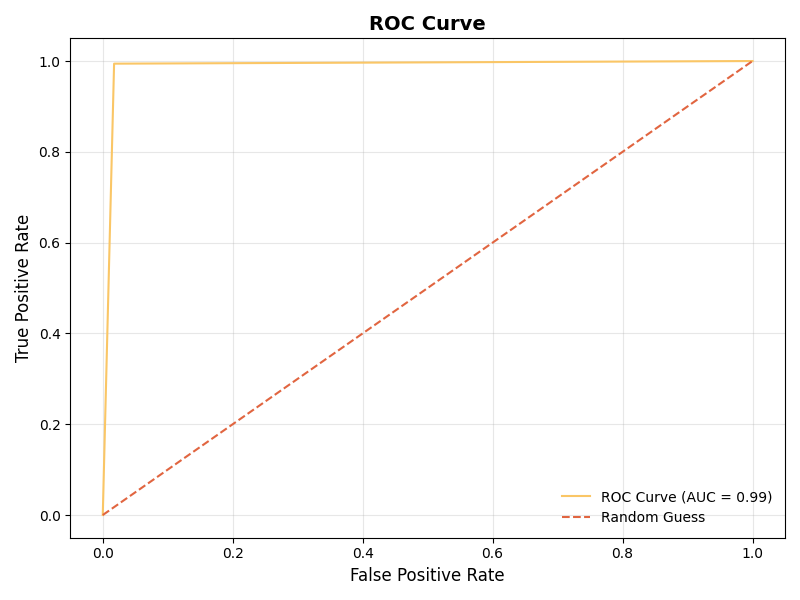 ROC Curve
True Positive Rate
1.0
0.8
0.6
0.4
0.2
0.0
ROC Curve (AUC = 0.99)
Random Guess
0.0 0.2 0.4 0.6 0.8 1.0
False Positive Rate